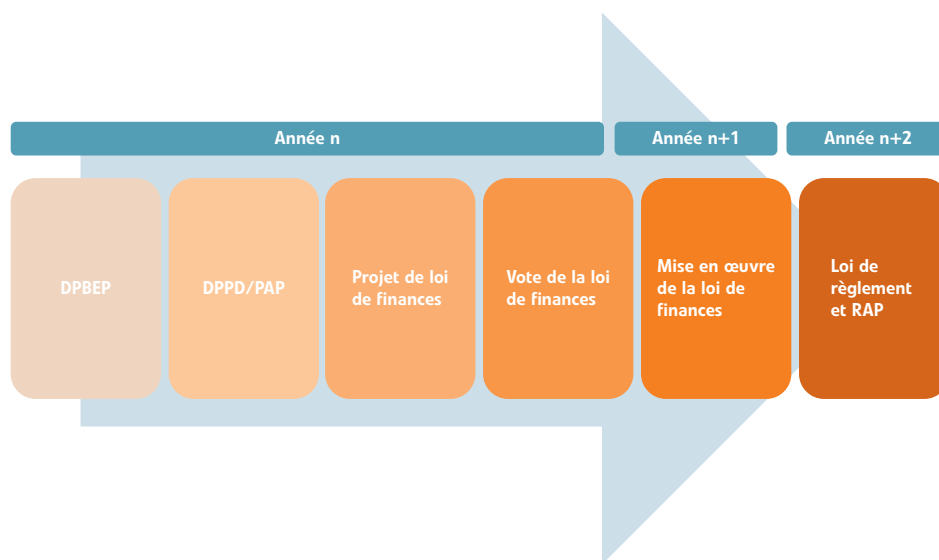 Année n
Année n+1
Année n+2
DPBEP
DPPD/PAP
Projet de loi
de finances
Vote de la loi
de finances
Mise en œuvre
de la loi de
finances
Loi de
règlement
et RAP